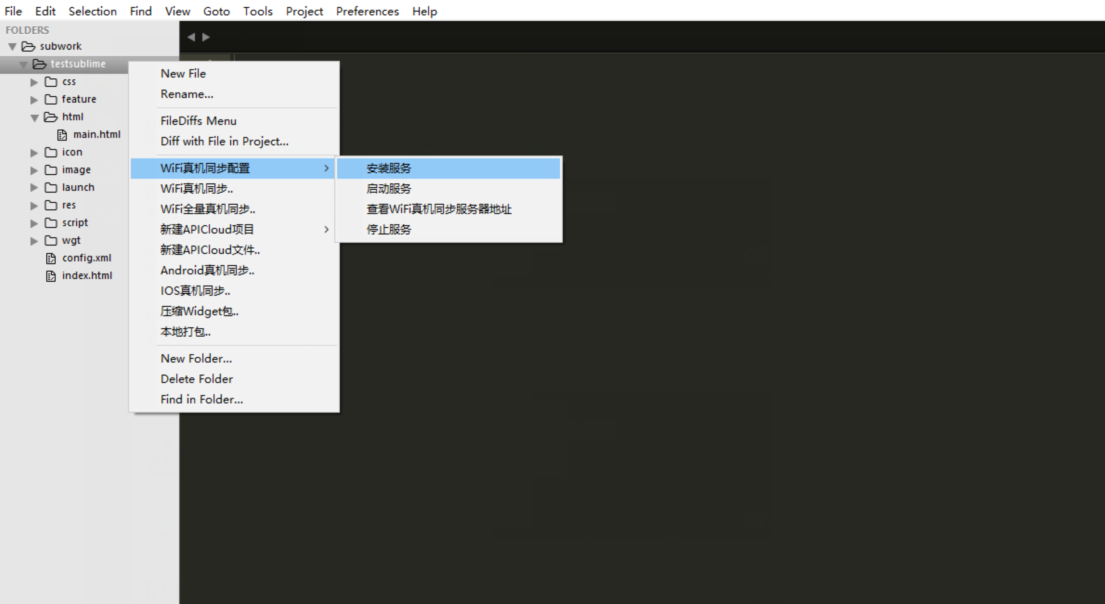 File Edit Selection Find View Goto Tools Project Preferences Help
FOLDERS
subwork
testsublime
css
feature
html
main.html
icon
image
launch
res
script
wgt
config.xml
index.html
New File
Rename...
FileDiffs Menu
Diff with File in Project...
WiFi真机同步配置
WiFi真机同步..
WiFi全量真机同步..
新建APICloud项目
新建APICloud文件..
Android真机同步..
IOS真机同步..
压缩Widget包..
本地打包..
New Folder...
Delete Folder
Find in Folder...
安装服务
启动服务
查看WiFi真机同步服务器地址
停止服务